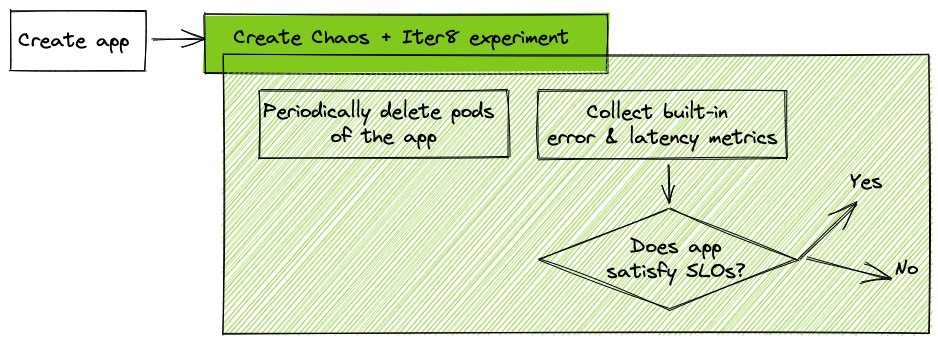 Create app
Create Chaos + Iter8 experiment
Periodically delete pods
of the app
Collect built-in
error & latency metrics
Does app
satisfy SLOs?
Yes
No